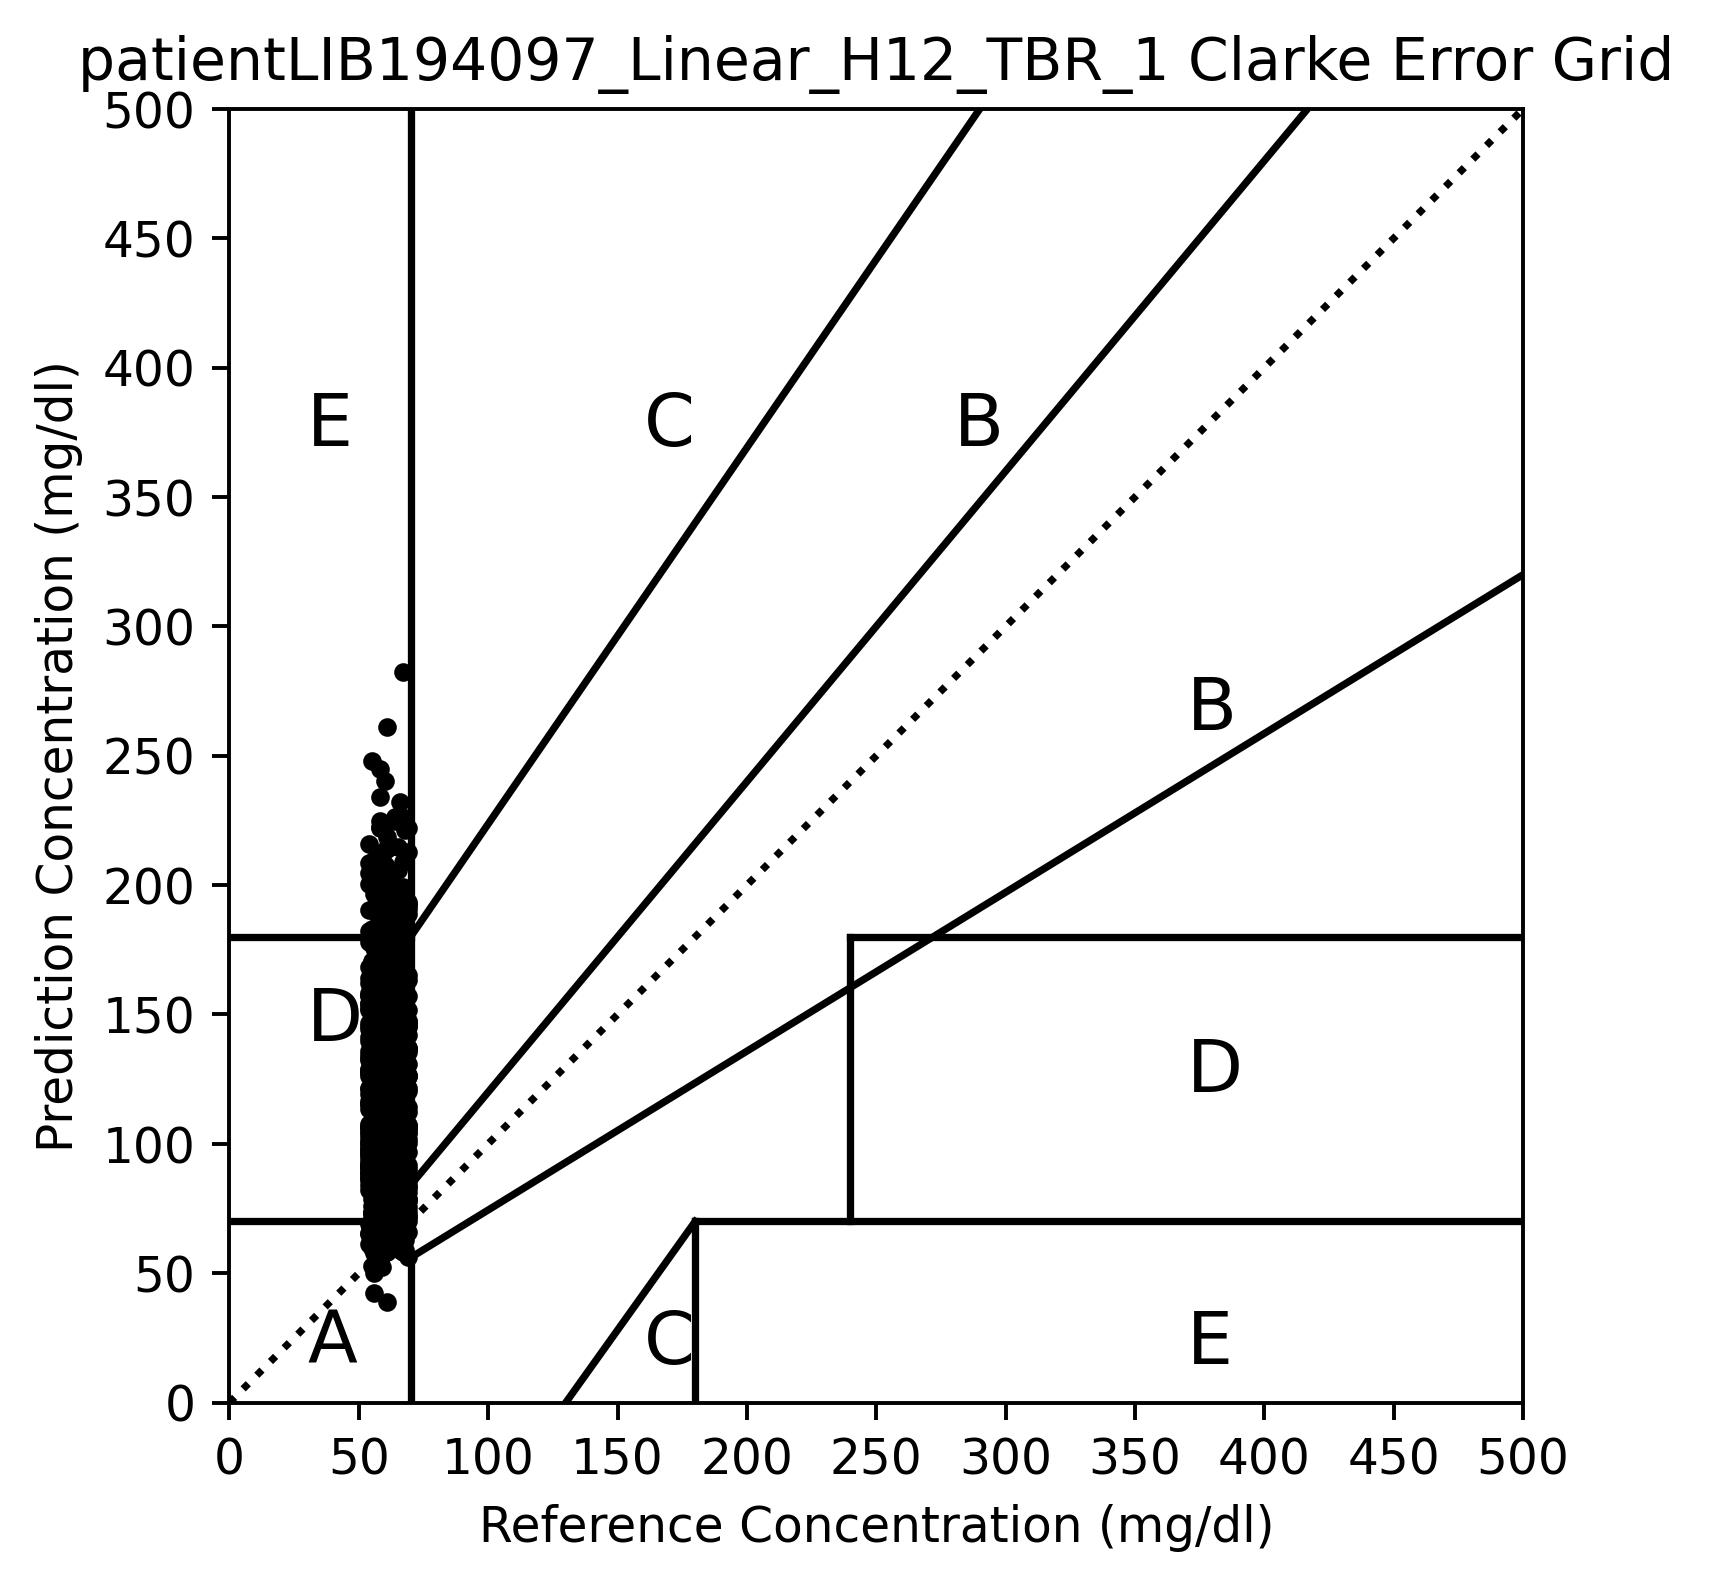 patientLIB194097_Linear_H12_TBR_1 Clarke Error Grid
500
450
400
350
300
250
200
150
100
50
0
Prediction Concentration (mg/dl)
E
C
B
B
D
D
A
C
E
0 50 100 150 200 250 300 350 400 450 500
Reference Concentration (mg/dl)